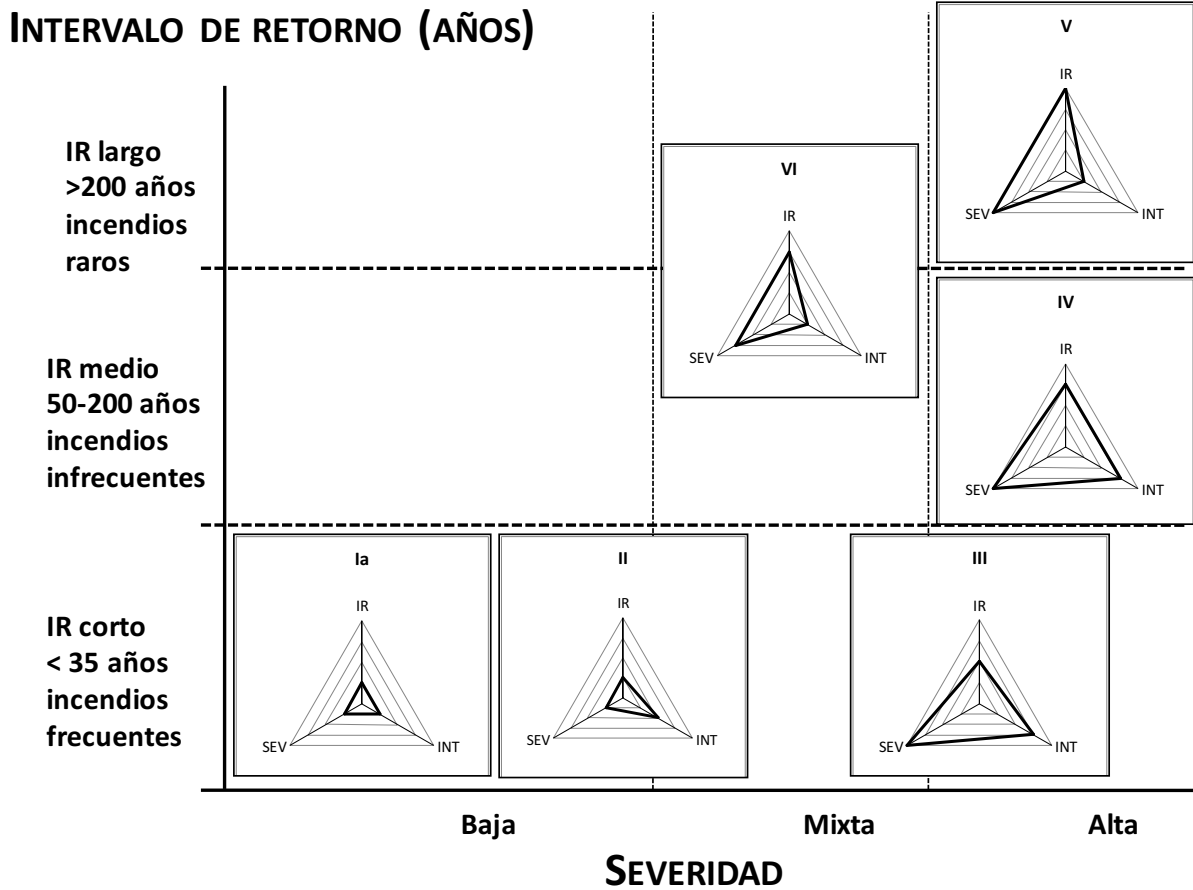 INTERVALO DE RETORNO (AÑOS)
V
IR
SEV
INT
IR largo
>200 años
incendios
raros
VI
IR
SEV
INT
IV
IR
SEV
INT
IR medio
50-200 años
incendios
infrecuentes
Ia
IR
SEV
INT
II
IR
SEV
INT
III
IR
SEV
INT
IR corto
< 35 años
incendios
frecuentes
Baja
Mixta
Alta
SEVERIDAD